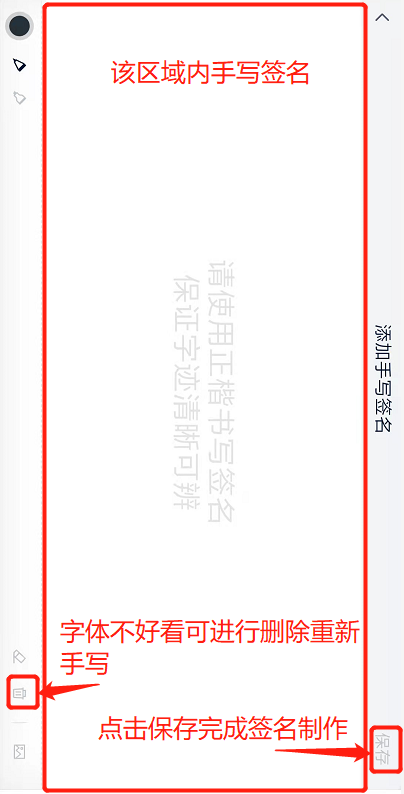 该区域内手写签名
添加手写签名
请使用正楷书写签名
保证字迹清晰可辨
字体不好看可进行删除重新
手写
点击保存完成签名制作
保存